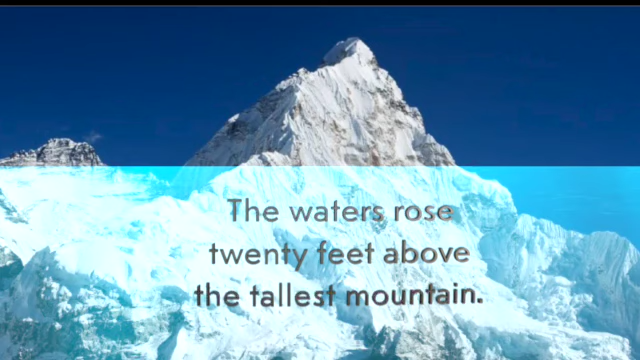 The waters rose
twenty feet above
the tallest mountain.